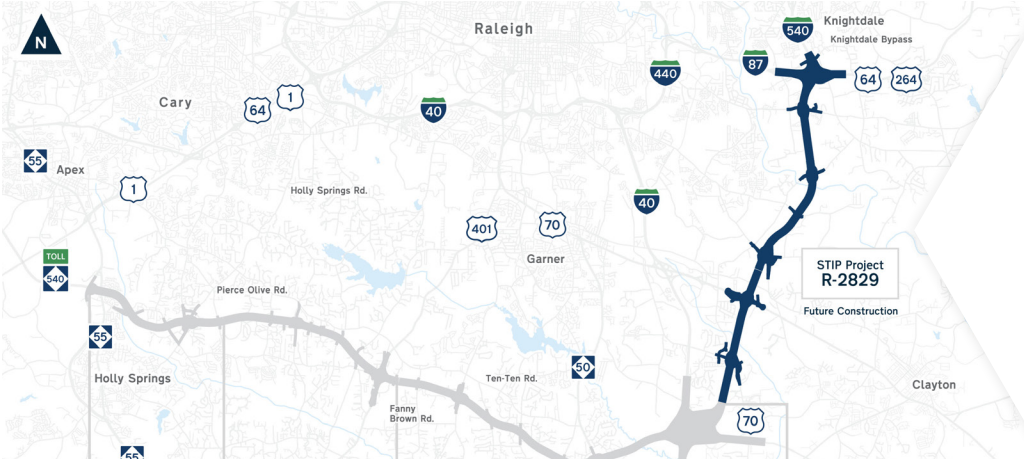 N
Raleigh
540
Knightdale
Knightdale Bypass
87
440
64
264
Cary
64
1
40
55
Apex
1
Holly Springs Rd.
40
401
70
Garner
TOLL
540
STIP Project
R-2829
Future Construction
Pierce Olive Rd.
55
Holly Springs
50
Ten-Ten Rd.
Clayton
Fanny
Brown Rd.
70
55